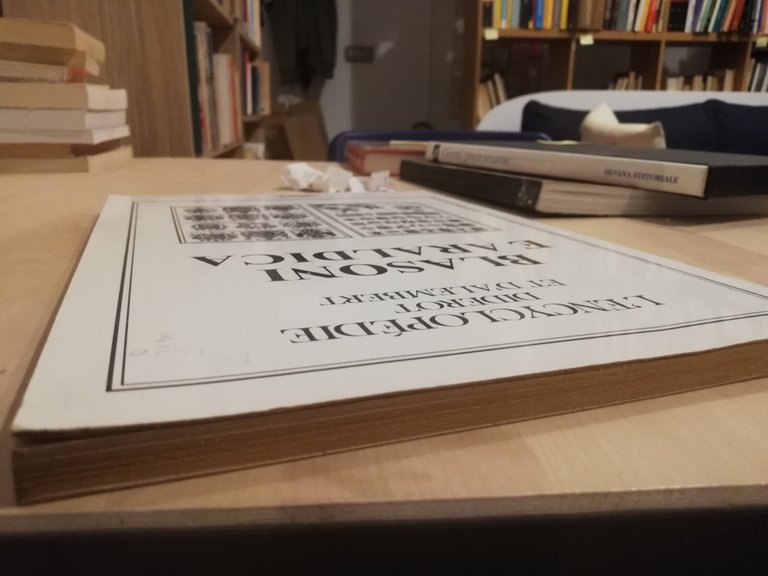 L'ENCYCLOPÉDIE
DIDEROT
ET D'ALEMBERT
BLASONI
E ARALDICA
SILVANA EDITORIALE